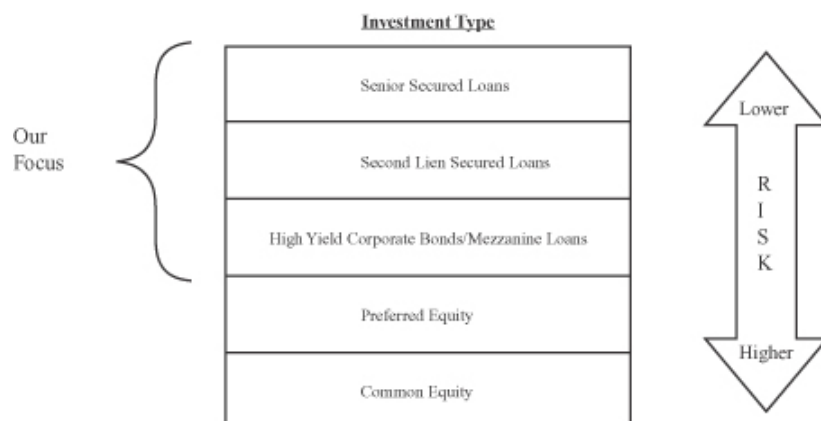 Investment Type
Senior Secured Loans
Our
Focus
Second Lien Secured Loans
High Yield Corporate Bonds/Mezzanine Loans
Preferred Equity
Common Equity
Lower
R
I
S
K
Higher